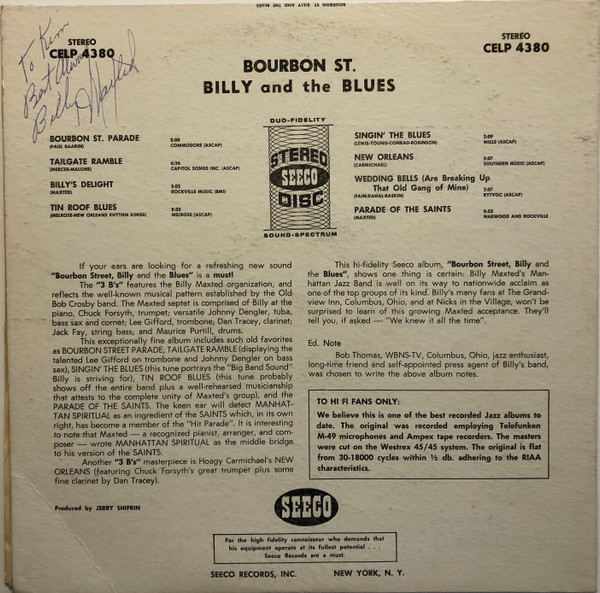 BOURBON ST. BILLY AND THE BLUES
STEREO
CELP 4380
STEREO
CELP 4380
To Kim
Best Always
Billy Maxted
BOURBON ST.
BILLY and the BLUES
DUO-FIDELITY
STEREO
SEECO
DISC
SOUND-SPECTRUM
BOURBON ST. PARADE
(PAUL BAARIN)
3:00
COMMODORE (ASCAP)
TAILGATE RAMBLE
(MERCER-MALONE)
CAPITOL SONGS INC. (ASCAP)
BILLY'S DELIGHT
(MAXTED)
ROCKVILLE MUSIC (BMI)
TIN ROOF BLUES
(MELROSE-NEW ORLEANS RHYTHM KINGS)
MELROSE (ASCAP)
SINGIN' THE BLUES
(LEWIS-YOUNG-CONRAD-ROBINSON)
MILLS (ASCAP)
NEW ORLEANS
(CARMICHAEL)
SOUTHERN MUSIC (ASCAP)
WEDDING BELLS (Are Breaking Up
That Old Gang of Mine)
(FAIN-KAHAL-RASKIN)
RYTVOC (ASCAP)
PARADE OF THE SAINTS
(MAXTED)
NARWOOD AND ROCKVILLE
If your ears are looking for a refreshing new sound
"Bourbon Street, Billy and the Blues" is a must!
The "3 B's" features the Billy Maxted organization, and
reflects the well-known musical pattern established by the Old
Bob Crosby band. The Maxted septet is comprised of Billy at the
piano, Chuck Forsyth, trumpet; versatile Johnny Dengler, tuba,
bass sax and cornet; Lee Gifford, trombone; Dan Tracey, clarinet;
Jack Fay, string bass; and Maurice Purtill, drums.
This exceptionally fine album includes such old favorites
as BOURBON STREET PARADE, TAILGATE RAMBLE (displaying the
talented Lee Gifford on trombone and Johnny Dengler on bass
sax), SINGIN' THE BLUES (this tune portrays the "Big Band Sound"
Billy is striving for), TIN ROOF BLUES (this tune probably
shows off the entire band plus a well-rehearsed musicianship
that attests to the complete unity of Maxted's group), and the
PARADE OF THE SAINTS. The keen ear will detect MANHAT-
TAN SPIRITUAL as an ingredient of the SAINTS which, in its own
right, has become a member of the "Hit Parade". It is interesting
to note that Maxted — a recognized pianist, arranger, and com-
poser — wrote MANHATTAN SPIRITUAL as the middle bridge
to his version of the SAINTS.
Another "3 B's" masterpiece is Hoagy Carmichael's NEW
ORLEANS (featuring Chuck Forsyth's great trumpet plus some
fine clarinet by Dan Tracey).
Produced by JERRY SHIFRIN
This hi-fidelity Seeco album, "Bourbon Street, Billy and
the Blues", shows one thing is certain: Billy Maxted's Man-
hattan Jazz Band is well on its way to nationwide acclaim as
one of the top groups of its kind. Billy's many fans at The Grand-
view Inn, Columbus, Ohio, and at Nicks in the Village, won't be
surprised to learn of this growing Maxted acceptance. They'll
tell you, if asked — "We knew it all the time".
Ed. Note
Bob Thomas, WBNS-TV, Columbus, Ohio, jazz enthusiast,
long-time friend and self-appointed press agent of Billy's band,
was chosen to write the above album notes.
TO HI FI FANS ONLY:
We believe this is one of the best recorded Jazz albums to
date. The original was recorded employing Telefunken
M-49 microphones and Ampex tape recorders. The masters
were cut on the Westrex 45/45 system. The original is flat
from 30-18000 cycles within ½ db. adhering to the RIAA
characteristics.
SEECO
For the high fidelity connoisseur who demands that
his equipment operate at its fullest potential . . .
Seeco Records are a must.
SEECO RECORDS, INC. NEW YORK, N. Y.